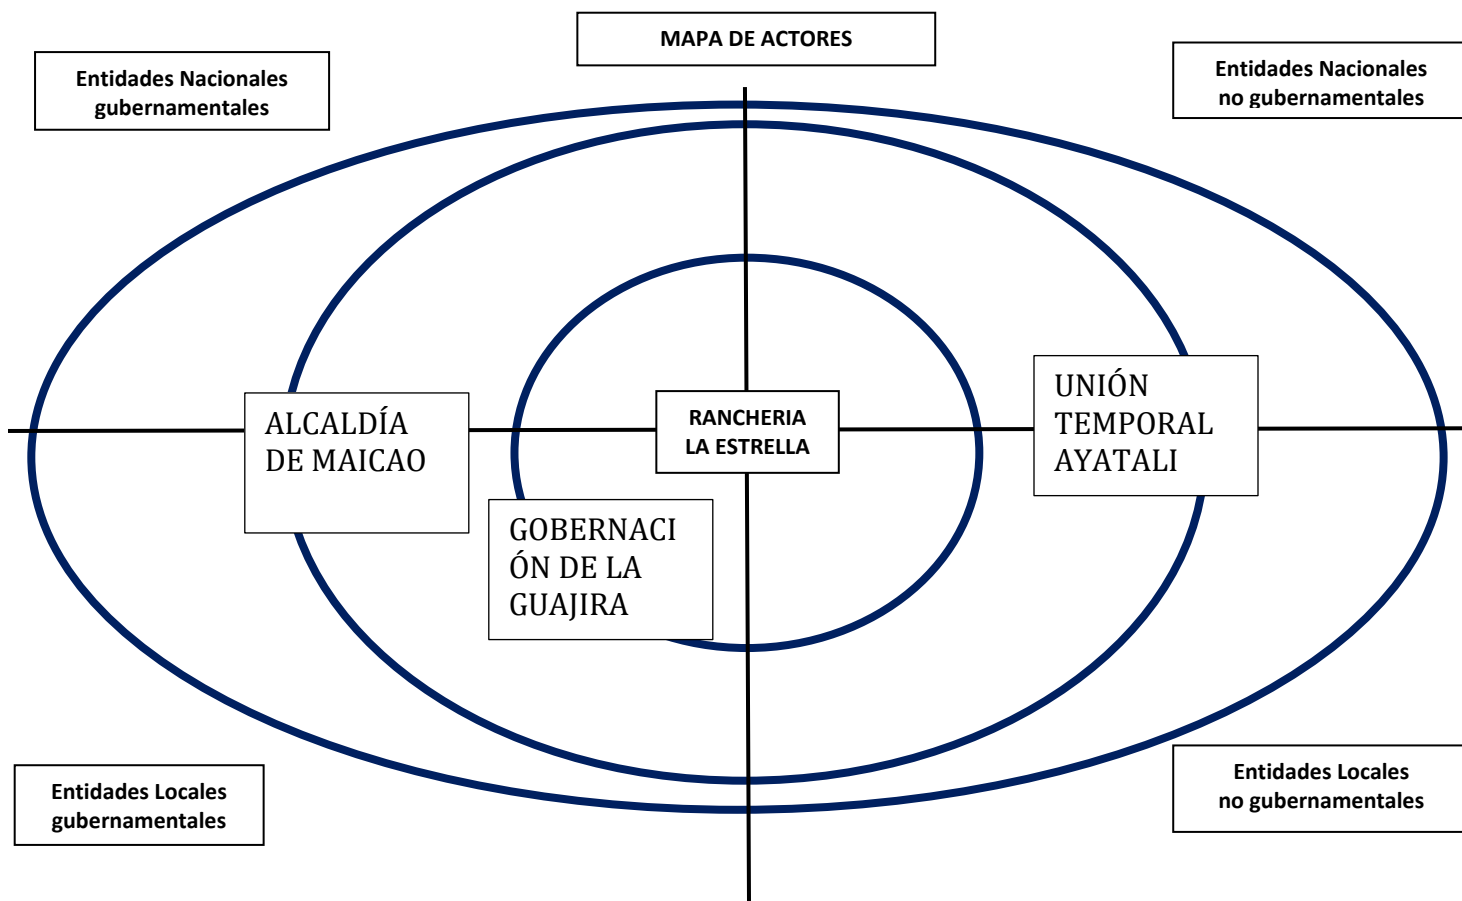 MAPA DE ACTORES
Entidades Nacionales
gubernamentales
Entidades Nacionales
no gubernamentales
ALCALDÍA
DE MAICAO
RANCHERIA
LA ESTRELLA
UNIÓN
TEMPORAL
AYATALI
GOBERNACI
ÓN DE LA
GUAJIRA
Entidades Locales
gubernamentales
Entidades Locales
no gubernamentales